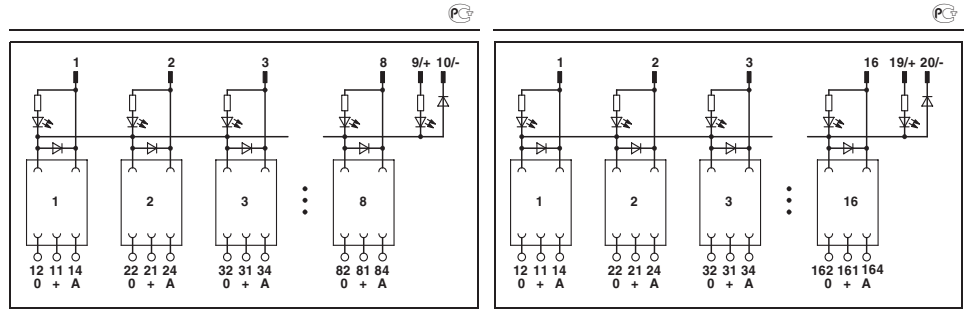 1 2 3 8 9/+ 10/-
1 2 3 8
12 11 14 22 21 24 32 31 34 82 81 84
0 + A 0 + A 0 + A 0 + A
1 2 3 16 19/+ 20/-
1 2 3 16
12 11 14 22 21 24 32 31 34 162 161 164
0 + A 0 + A 0 + A 0 + A